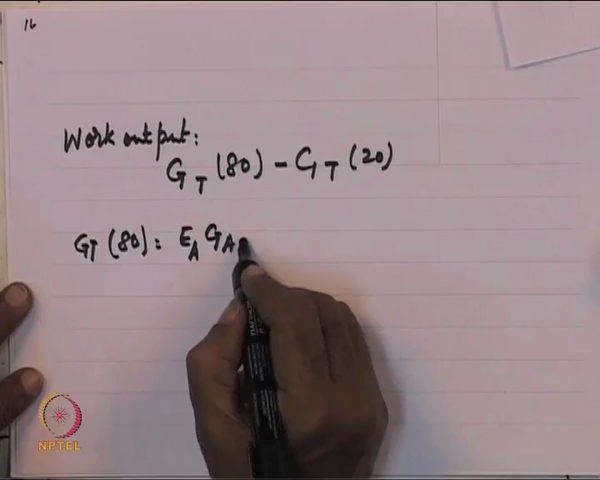 16
Work output:
G_T (80) - G_T (20)
G_T (80): E_A G_A
NPTEL